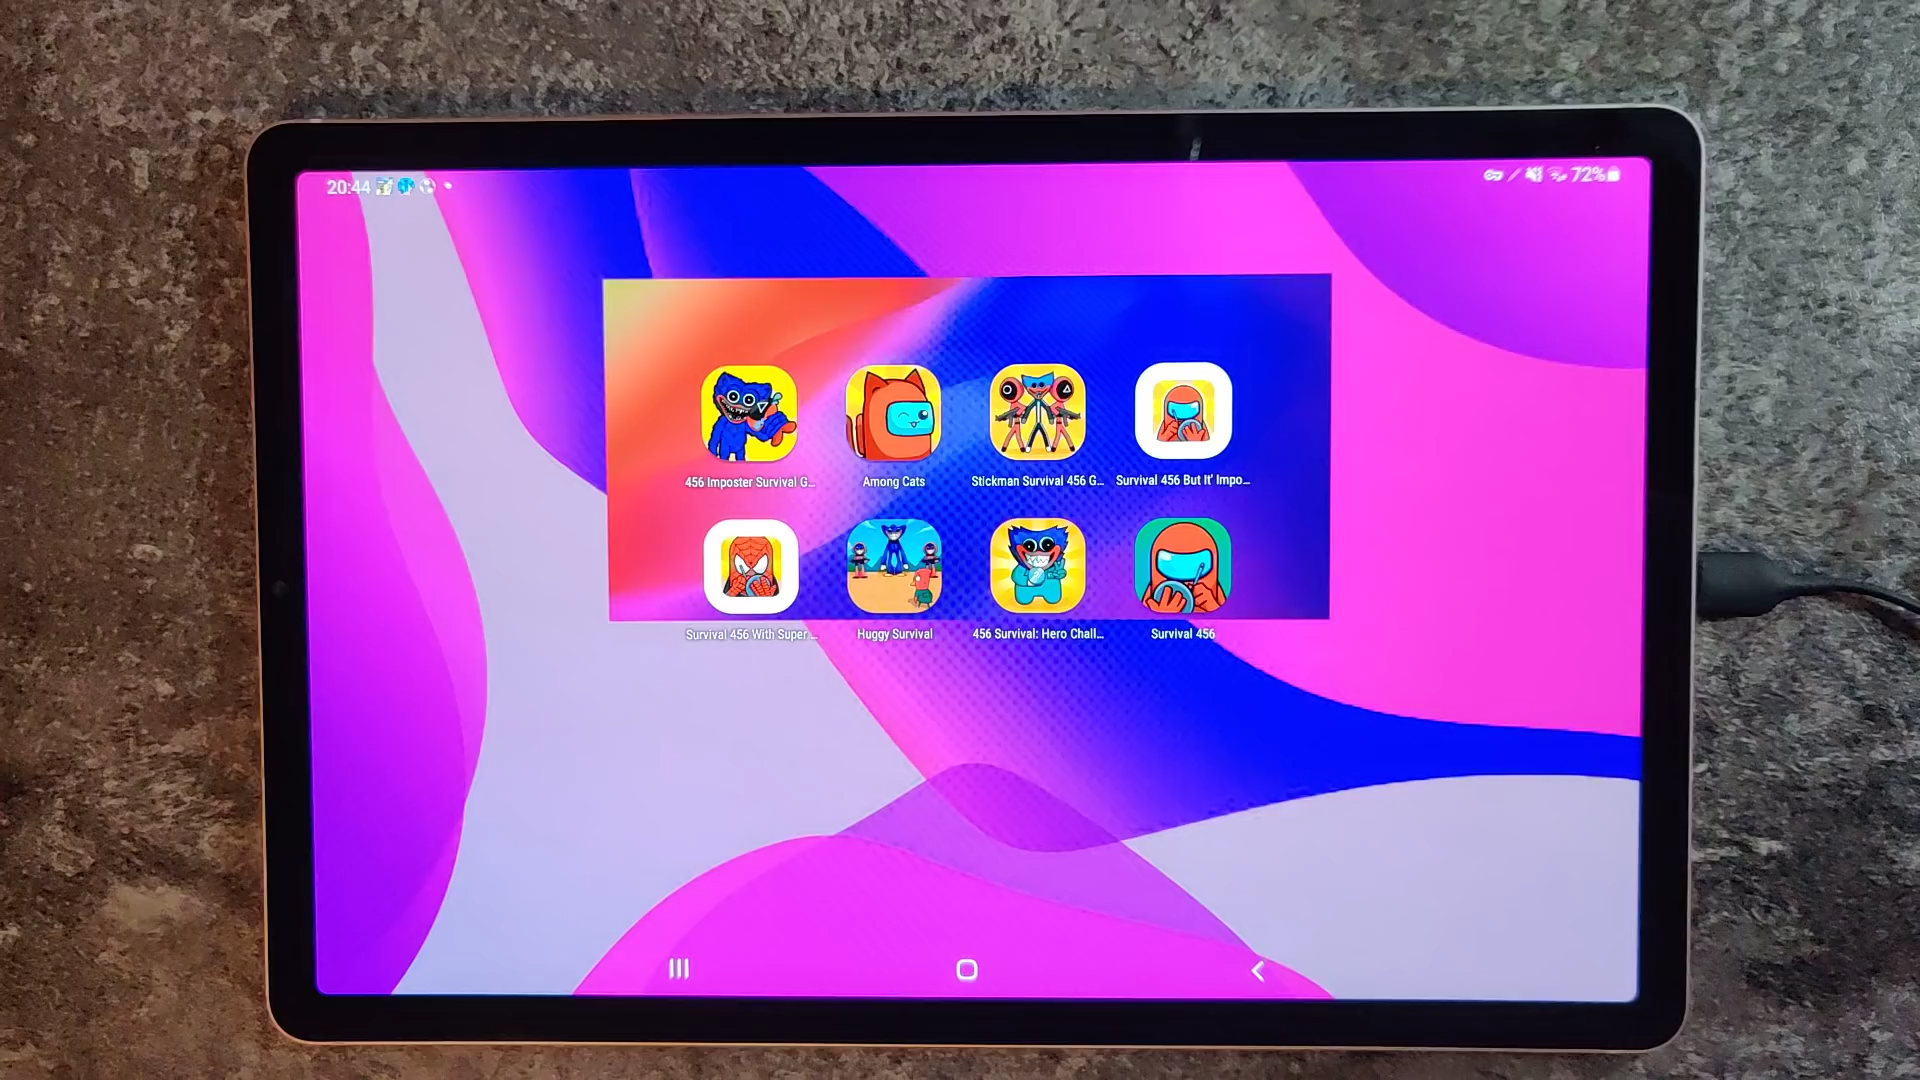 20:44
72%
456 Imposter Survival G...
Among Cats
Stickman Survival 456 G...
Survival 456 But It' Impo...
Survival 456 With Super ...
Huggy Survival
456 Survival: Hero Chall...
Survival 456